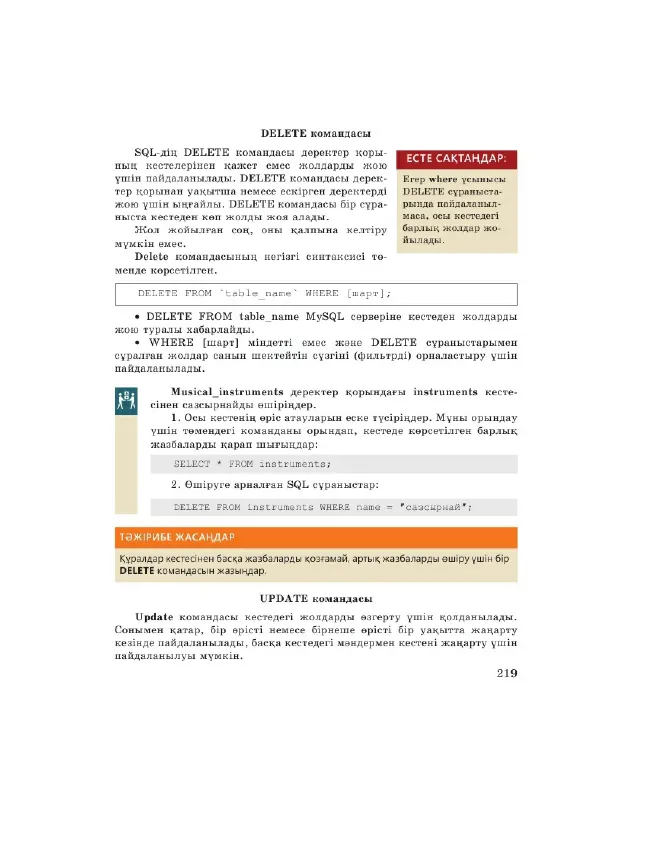 DELETE командасы
SQL-дің DELETE командасы деректер қоры-
ның кестелерінен қажет емес жолдарды жою
үшін пайдаланылады. DELETE командасы дерек-
тер қорынан уақытша немесе ескірген деректерді
жою үшін ыңғайлы. DELETE командасы бір сұра-
ныста кестеден көп жолды жоя алады.
Жол жойылған соң, оны қалпына келтіру
мүмкін емес.
Delete командасының негізгі синтаксисі тө-
менде көрсетілген.
ЕСТЕ САҚТАҢДАР:
Егер where ұсынысы
DELETE сұраныста-
рында пайдаланыл-
маса, осы кестедегі
барлық жолдар жо-
йылады.
DELETE FROM `table_name` WHERE [шарт];
• DELETE FROM table_name MySQL серверіне кестеден жолдарды
жою туралы хабарлайды.
• WHERE [шарт] міндетті емес және DELETE сұраныстарымен
сұралған жолдар санын шектейтін сүзгіні (фильтрді) орналастыру үшін
пайдаланылады.
Musical_instruments деректер қорындағы instruments кесте-
сінен сазсырнайды өшіріңдер.
1. Осы кестенің өріс атауларын еске түсіріңдер. Мұны орындау
үшін төмендегі команданы орындап, кестеде көрсетілген барлық
жазбаларды қарап шығыңдар:
SELECT * FROM instruments;
2. Өшіруге арналған SQL сұраныстар:
DELETE FROM instruments WHERE name = "сазсырнай";
ТӘЖІРИБЕ ЖАСАҢДАР
Құралдар кестесінен басқа жазбаларды қозғамай, артық жазбаларды өшіру үшін бір
DELETE командасын жазыңдар.
UPDATE командасы
Update командасы кестедегі жолдарды өзгерту үшін қолданылады.
Сонымен қатар, бір өрісті немесе бірнеше өрісті бір уақытта жаңарту
кезінде пайдаланылады, басқа кестедегі мәндермен кестені жаңарту үшін
пайдаланылуы мүмкін.
219